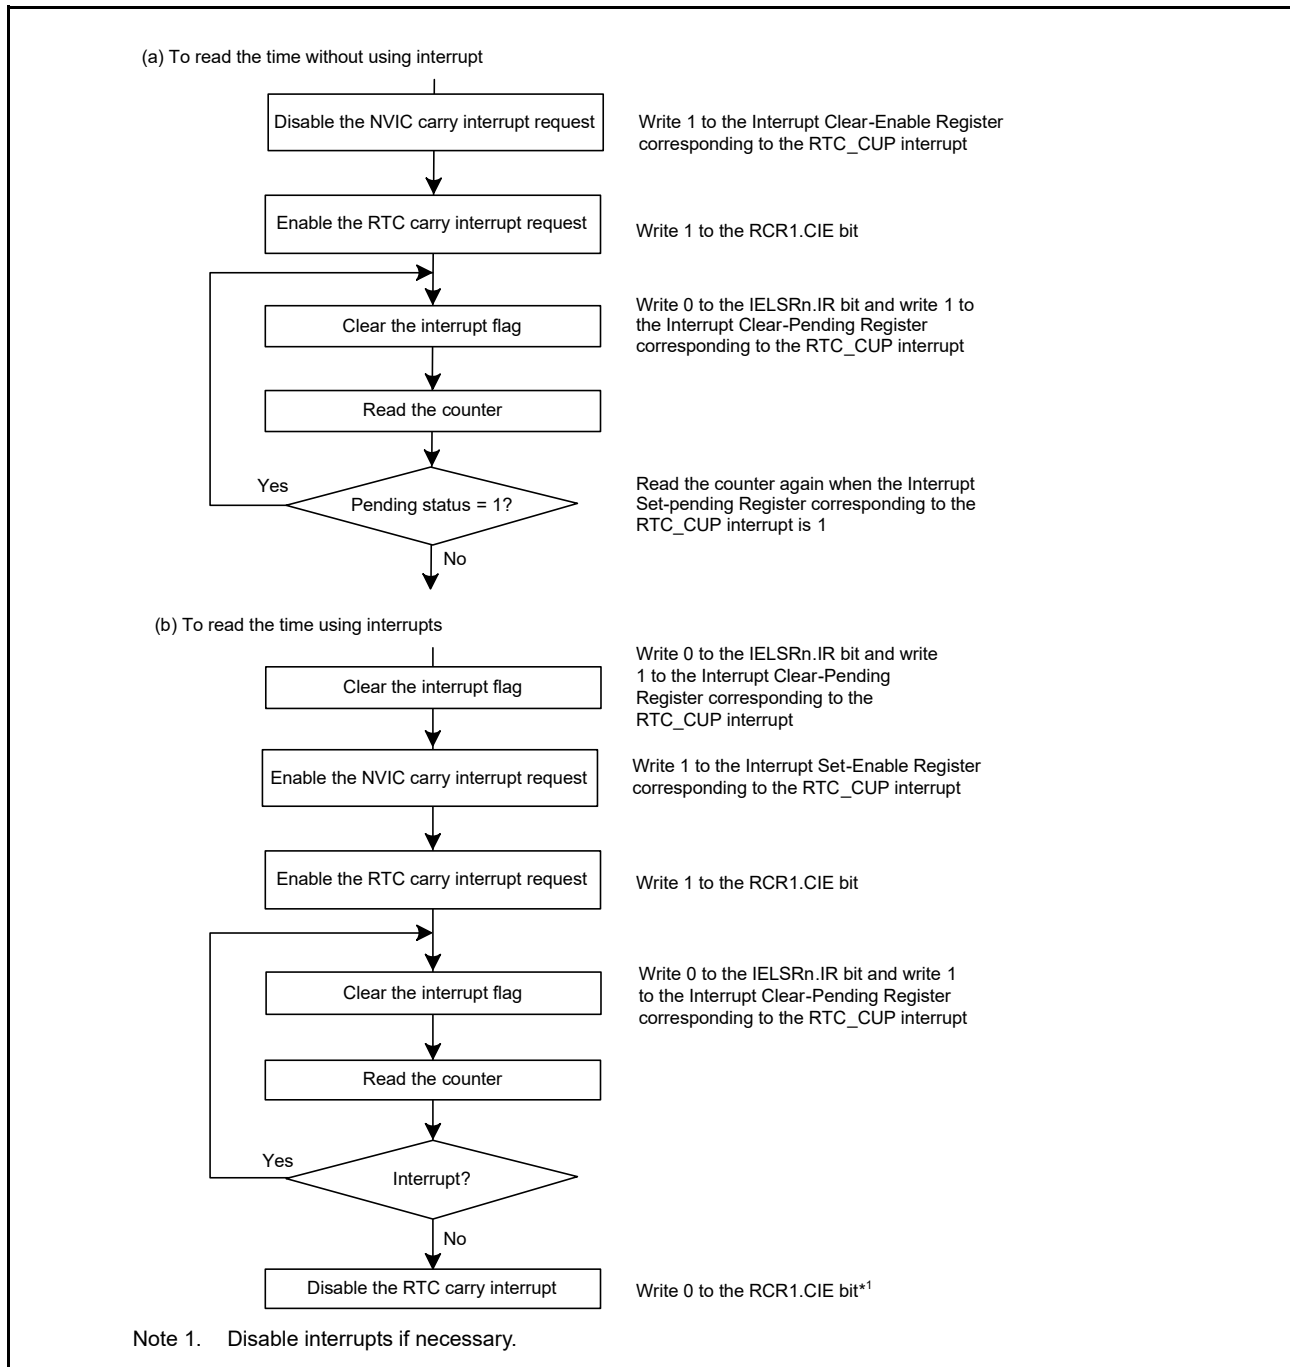 (a) To read the time without using interrupt
Disable the NVIC carry interrupt request
Write 1 to the Interrupt Clear-Enable Register
corresponding to the RTC_CUP interrupt
Enable the RTC carry interrupt request
Write 1 to the RCR1.CIE bit
Clear the interrupt flag
Write 0 to the IELSRn.IR bit and write 1 to
the Interrupt Clear-Pending Register
corresponding to the RTC_CUP interrupt
Read the counter
Yes
Pending status = 1?
Read the counter again when the Interrupt
Set-pending Register corresponding to the
RTC_CUP interrupt is 1
No
(b) To read the time using interrupts
Clear the interrupt flag
Write 0 to the IELSRn.IR bit and write
1 to the Interrupt Clear-Pending
Register corresponding to the
RTC_CUP interrupt
Enable the NVIC carry interrupt request
Write 1 to the Interrupt Set-Enable Register
corresponding to the RTC_CUP interrupt
Enable the RTC carry interrupt request
Write 1 to the RCR1.CIE bit
Clear the interrupt flag
Write 0 to the IELSRn.IR bit and write 1
to the Interrupt Clear-Pending Register
corresponding to the RTC_CUP interrupt
Read the counter
Yes
Interrupt?
No
Disable the RTC carry interrupt
Write 0 to the RCR1.CIE bit*1
Note 1. Disable interrupts if necessary.